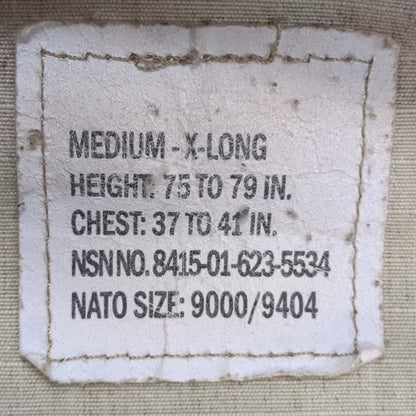 MEDIUM - X-LONG
HEIGHT: 75 TO 79 IN.
CHEST: 37 TO 41 IN.
NSN NO. 8415-01-623-5534
NATO SIZE: 9000/9404